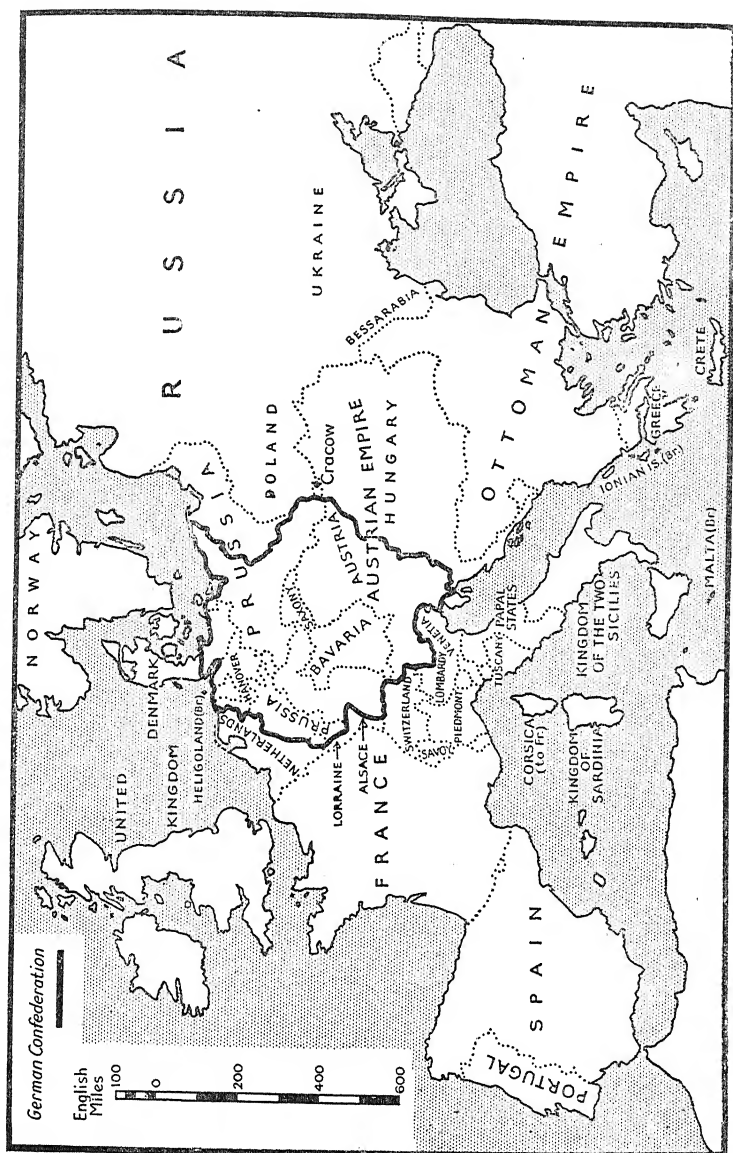 German Confederation
English
Miles
100
0
200
400
600
NORWAY
RUSSIA
UNITED
KINGDOM
DENMARK
HELIGOLAND (Br)
NETHERLANDS
HANOVER
PRUSSIA
PRUSSIA
SAXONY
POLAND
Cracow
UKRAINE
LORRAINE
ALSACE
FRANCE
BAVARIA
AUSTRIA
AUSTRIAN EMPIRE
HUNGARY
BESSARABIA
SWITZERLAND
SAVOY
PIEDMONT
LOMBARDY
VENETIA
TUSCANY
PAPAL
STATES
OTTOMAN EMPIRE
CORSICA
(to Fr.)
KINGDOM
OF
SARDINIA
KINGDOM
OF THE TWO
SICILIES
IONIAN IS. (Br.)
GREECE
CRETE
MALTA (Br)
SPAIN
PORTUGAL